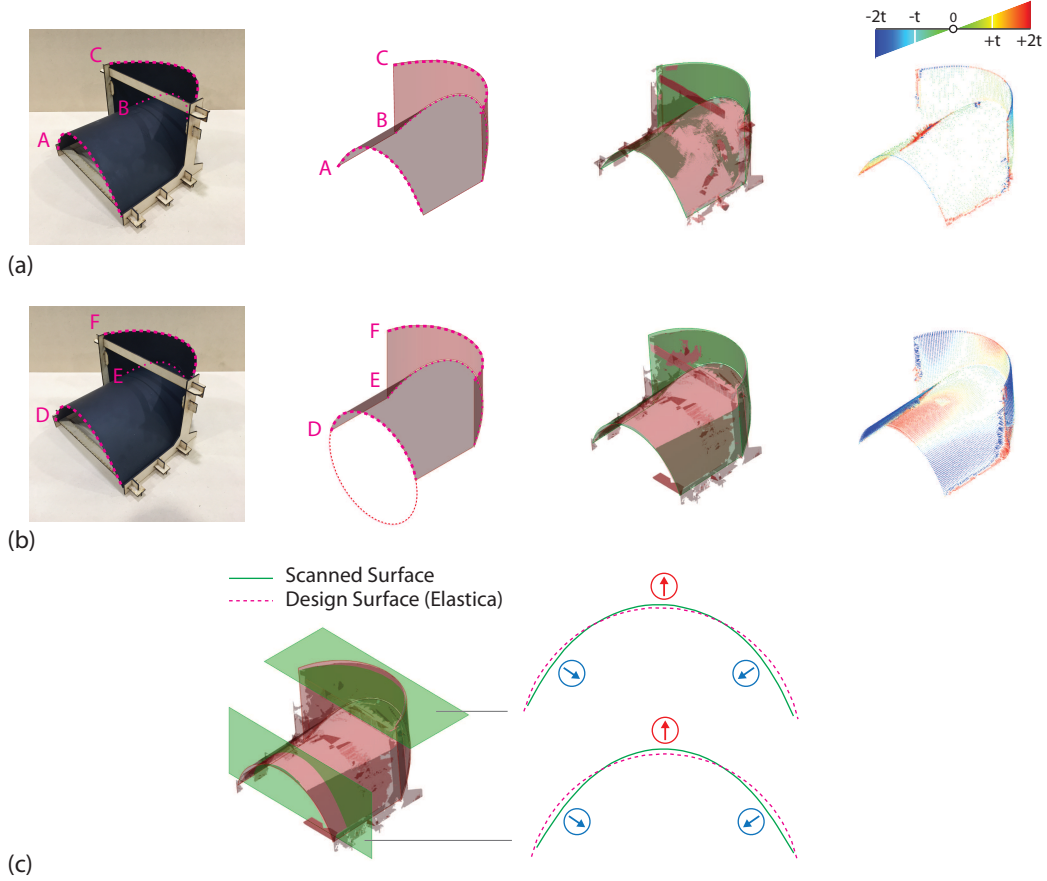 -2t -t 0 +t +2t
C
B
A
C
B
A
(a)
F
E
D
F
E
D
(b)
Scanned Surface
Design Surface (Elastica)
(c)